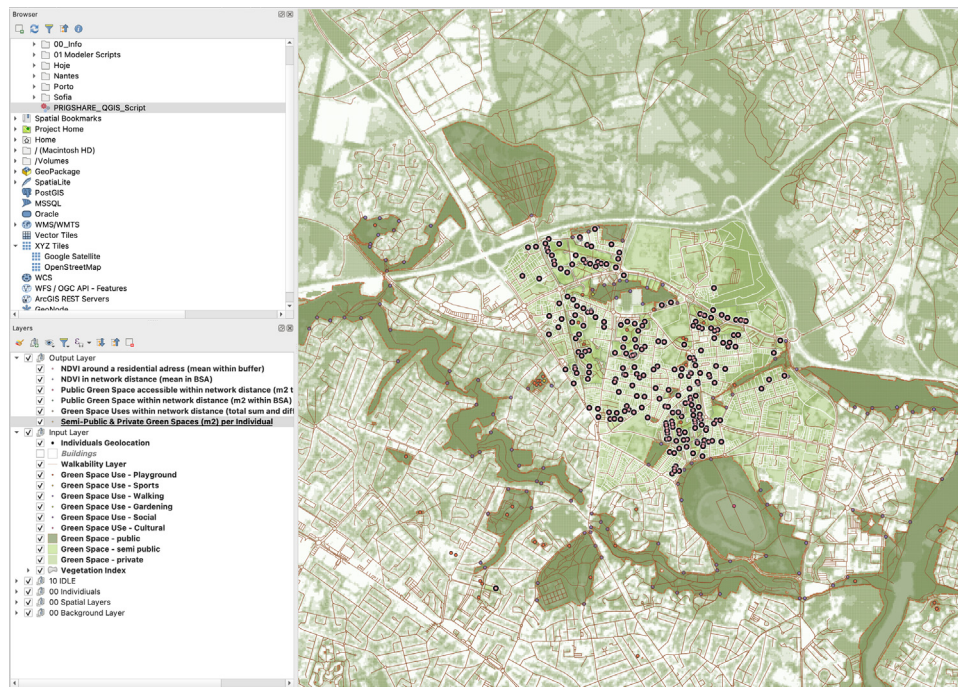 Browser
00_Info
01 Modeler Scripts
Hoje
Nantes
Porto
Sofia
PRIGSHARE_QGIS_Script
Spatial Bookmarks
Project Home
Home
/ (Macintosh HD)
/Volumes
GeoPackage
SpatiaLite
PostGIS
MSSQL
Oracle
WMS/WMTS
Vector Tiles
XYZ Tiles
Google Satellite
OpenStreetMap
WCS
WFS / OGC API - Features
ArcGIS REST Servers
GeoNode
Layers
Output Layer
NDVI around a residential adress (mean within buffer)
NDVI in network distance (mean in BSA)
Public Green Space accessible within network distance (m2 t
Public Green Space within network distance (m2 within BSA)
Green Space Uses within network distance (total sum and diff
Semi-Public & Private Green Spaces (m2) per Individual
Input Layer
Individuals Geolocation
Buildings
Walkability Layer
Green Space Use - Playground
Green Space Use - Sports
Green Space Use - Walking
Green Space Use - Gardening
Green Space Use - Social
Green Space USe - Cultural
Green Space - public
Green Space - semi public
Green Space - private
Vegetation Index
10 IDLE
00 Individiuals
00 Spatial Layers
00 Background Layer